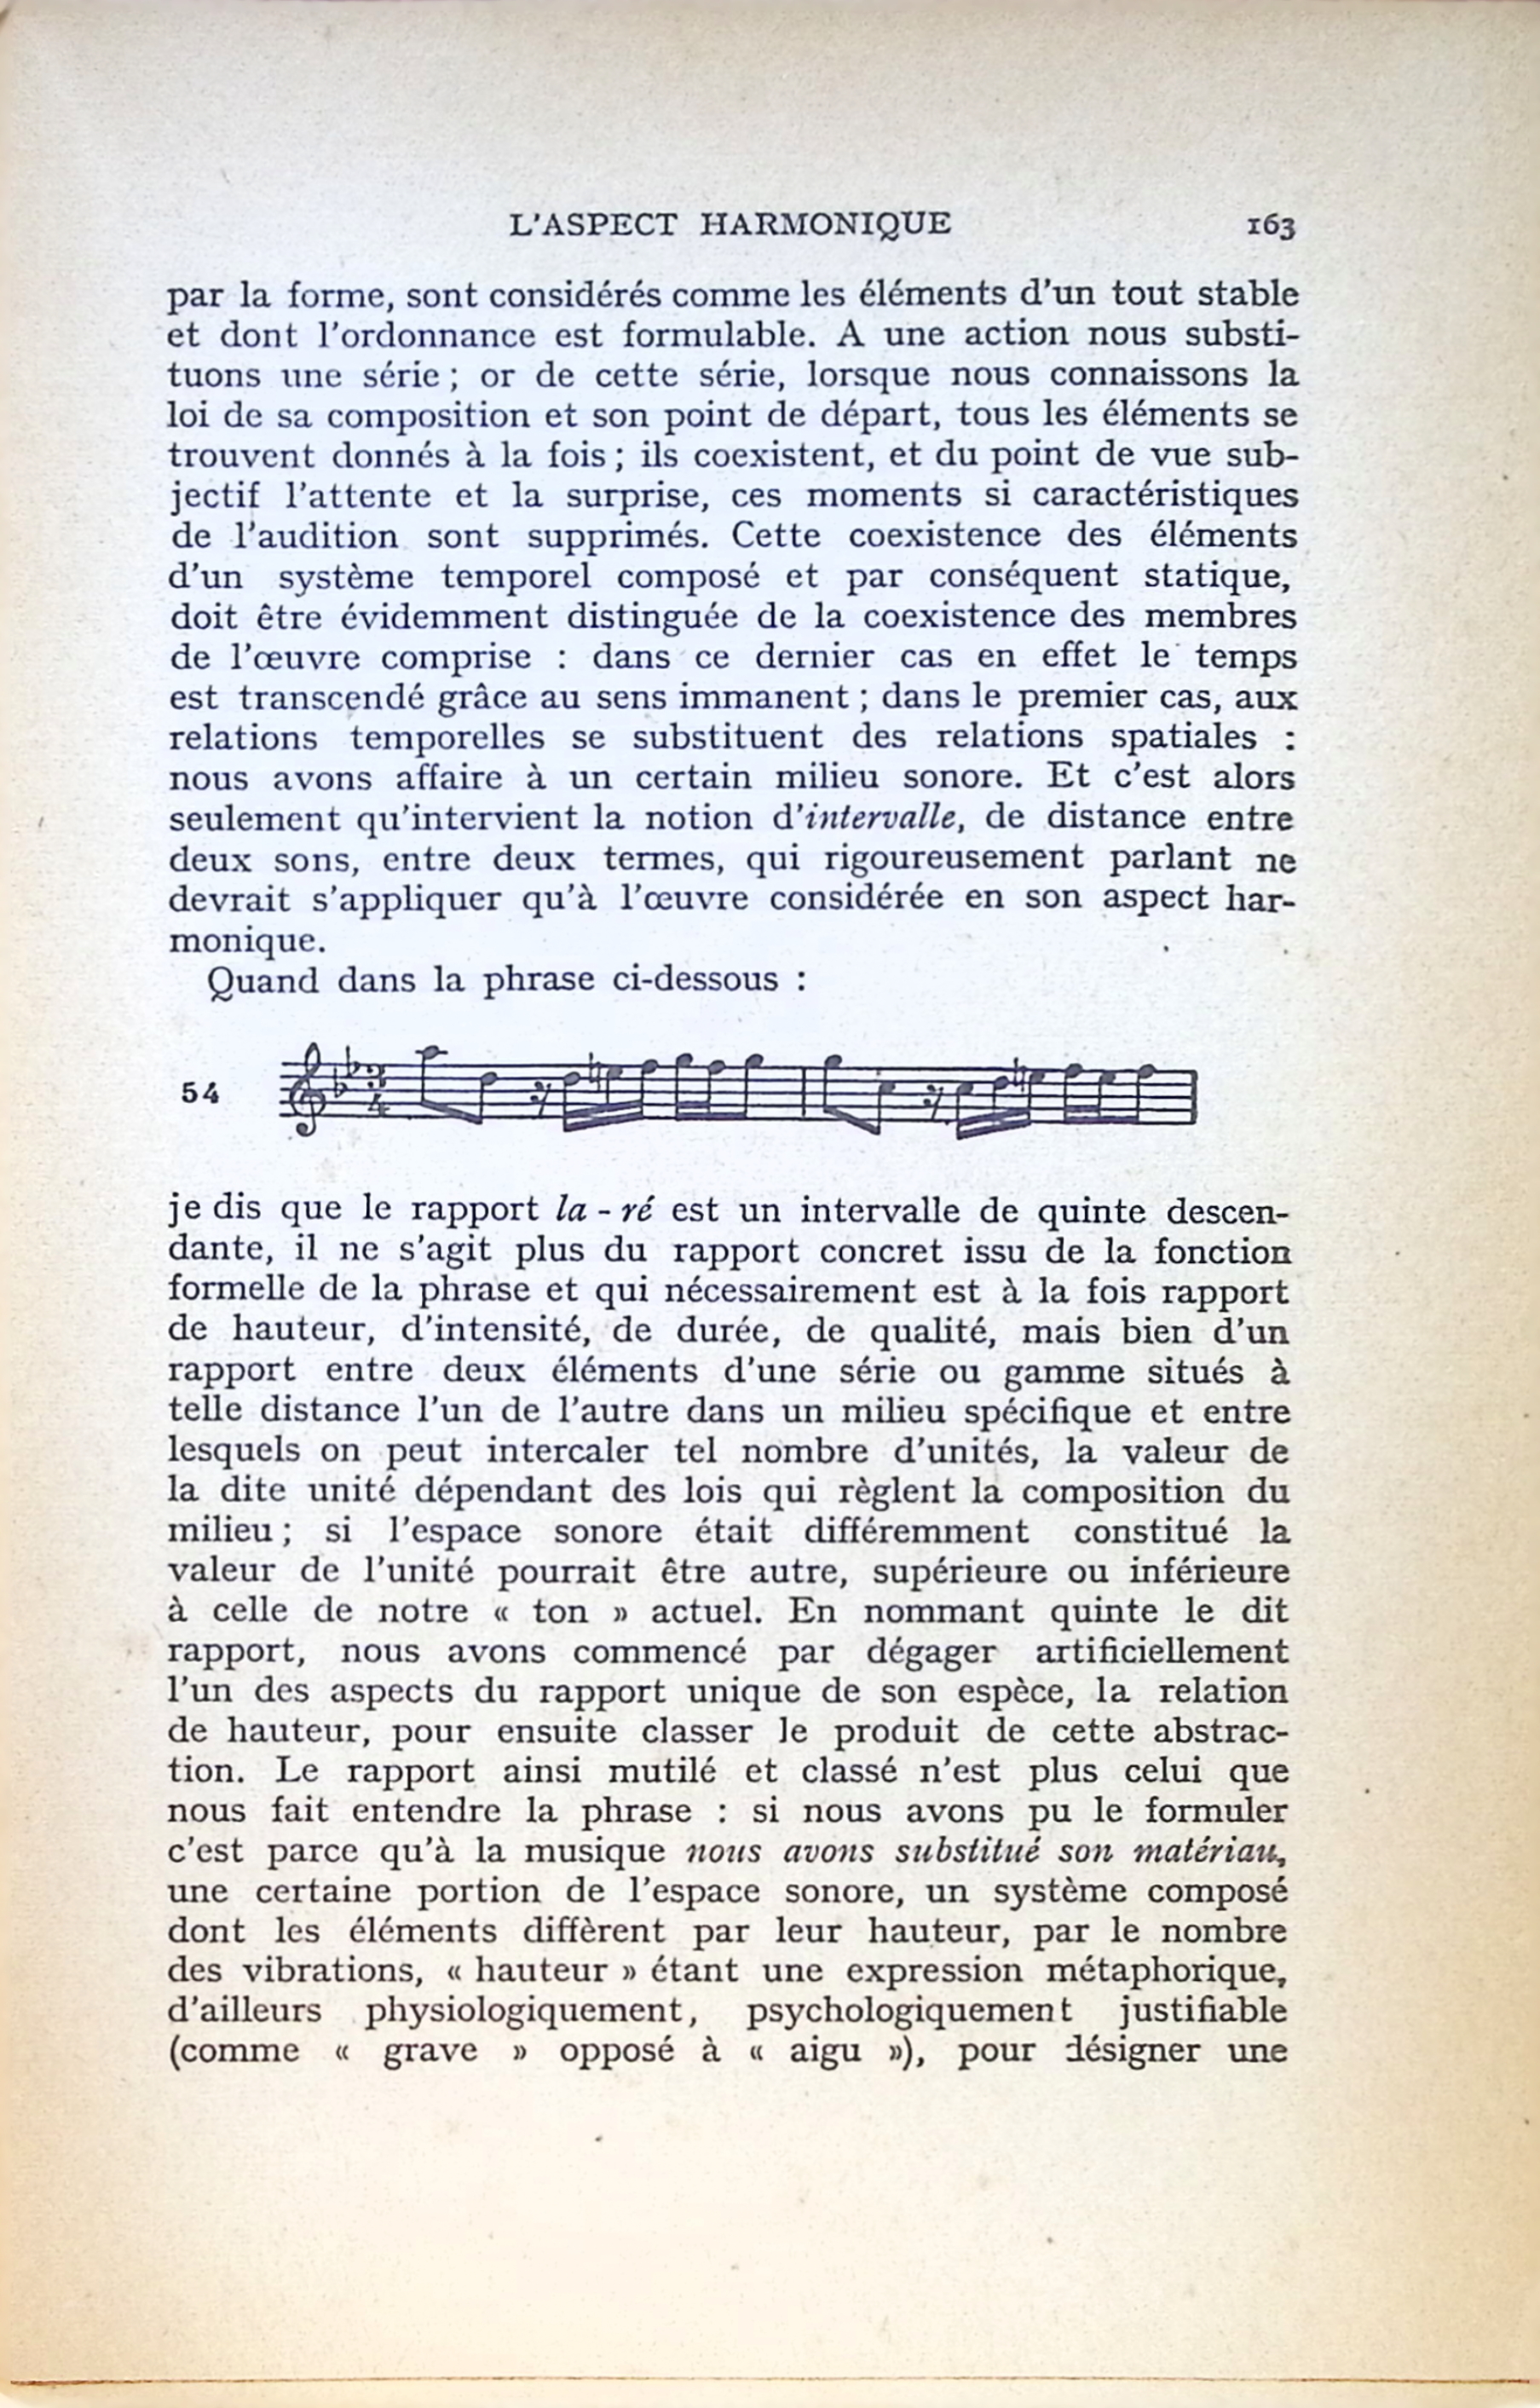 L'ASPECT HARMONIQUE 163
par la forme, sont considérés comme les éléments d'un tout stable
et dont l'ordonnance est formulable. A une action nous substi-
tuons une série ; or de cette série, lorsque nous connaissons la
loi de sa composition et son point de départ, tous les éléments se
trouvent donnés à la fois ; ils coexistent, et du point de vue sub-
jectif l'attente et la surprise, ces moments si caractéristiques
de l'audition sont supprimés. Cette coexistence des éléments
d'un système temporel composé et par conséquent statique,
doit être évidemment distinguée de la coexistence des membres
de l'œuvre comprise : dans ce dernier cas en effet le temps
est transcendé grâce au sens immanent ; dans le premier cas, aux
relations temporelles se substituent des relations spatiales :
nous avons affaire à un certain milieu sonore. Et c'est alors
seulement qu'intervient la notion d'intervalle, de distance entre
deux sons, entre deux termes, qui rigoureusement parlant ne
devrait s'appliquer qu'à l'œuvre considérée en son aspect har-
monique.
Quand dans la phrase ci-dessous :
54
je dis que le rapport la - ré est un intervalle de quinte descen-
dante, il ne s'agit plus du rapport concret issu de la fonction
formelle de la phrase et qui nécessairement est à la fois rapport
de hauteur, d'intensité, de durée, de qualité, mais bien d'un
rapport entre deux éléments d'une série ou gamme situés à
telle distance l'un de l'autre dans un milieu spécifique et entre
lesquels on peut intercaler tel nombre d'unités, la valeur de
la dite unité dépendant des lois qui règlent la composition du
milieu ; si l'espace sonore était différemment constitué la
valeur de l'unité pourrait être autre, supérieure ou inférieure
à celle de notre « ton » actuel. En nommant quinte le dit
rapport, nous avons commencé par dégager artificiellement
l'un des aspects du rapport unique de son espèce, la relation
de hauteur, pour ensuite classer le produit de cette abstrac-
tion. Le rapport ainsi mutilé et classé n'est plus celui que
nous fait entendre la phrase : si nous avons pu le formuler
c'est parce qu'à la musique nous avons substitué son matériau,
une certaine portion de l'espace sonore, un système composé
dont les éléments diffèrent par leur hauteur, par le nombre
des vibrations, « hauteur » étant une expression métaphorique,
d'ailleurs physiologiquement, psychologiquement justifiable
(comme « grave » opposé à « aigu »), pour désigner une